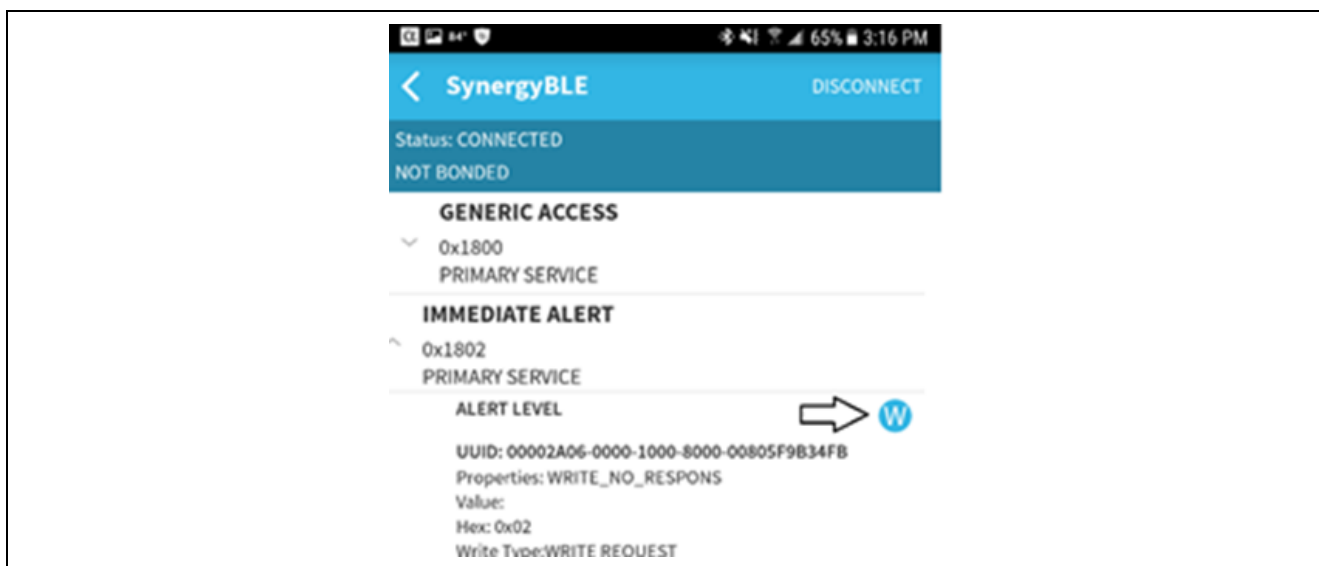 84° 65% 3:16 PM
SynergyBLE DISCONNECT
Status: CONNECTED
NOT BONDED
GENERIC ACCESS
0x1800
PRIMARY SERVICE
IMMEDIATE ALERT
0x1802
PRIMARY SERVICE
ALERT LEVEL W
UUID: 00002A06-0000-1000-8000-00805F9B34FB
Properties: WRITE_NO_RESPONS
Value:
Hex: 0x02
Write Type:WRITE REQUEST